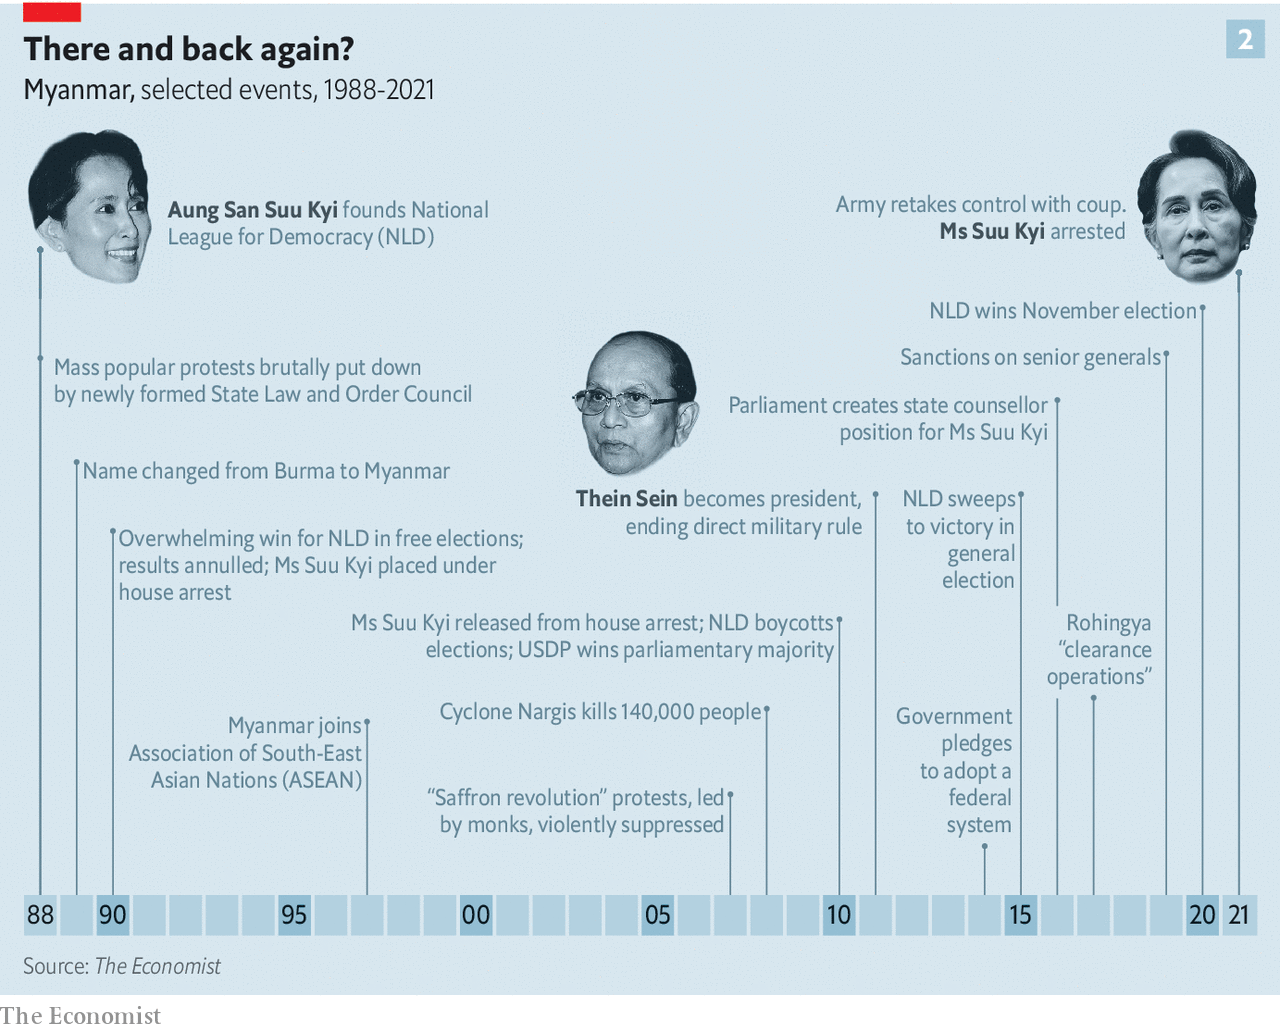 There and back again?
2
Myanmar, selected events, 1988-2021
Aung San Suu Kyi founds National
League for Democracy (NLD)
Army retakes control with coup.
Ms Suu Kyi arrested
NLD wins November election
Sanctions on senior generals
Mass popular protests brutally put down
by newly formed State Law and Order Council
Parliament creates state counsellor
position for Ms Suu Kyi
Name changed from Burma to Myanmar
Thein Sein becomes president,
ending direct military rule
NLD sweeps
to victory in
general
election
Overwhelming win for NLD in free elections;
results annulled; Ms Suu Kyi placed under
house arrest
Ms Suu Kyi released from house arrest; NLD boycotts
elections; USDP wins parliamentary majority
Rohingya
“clearance
operations”
Cyclone Nargis kills 140,000 people
Government
pledges
to adopt a
federal
system
Myanmar joins
Association of South-East
Asian Nations (ASEAN)
“Saffron revolution” protests, led
by monks, violently suppressed
88 90 95 00 05 10 15 20 21
Source: The Economist
The Economist